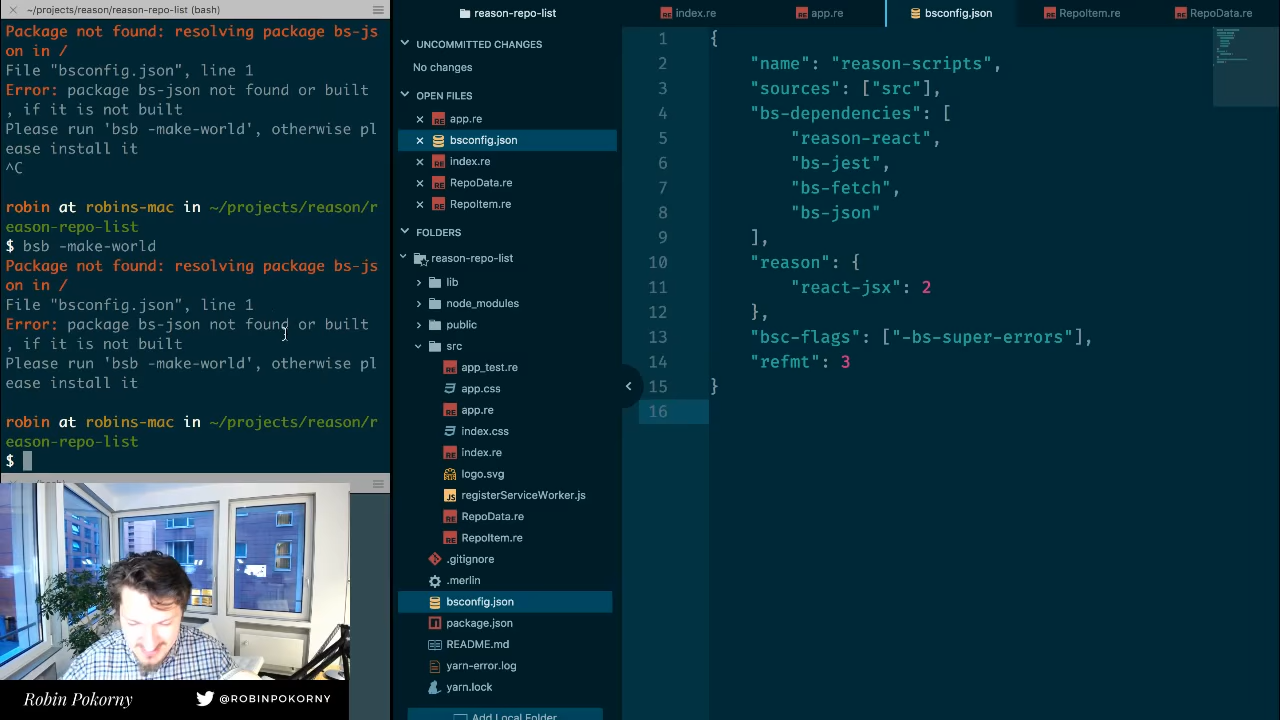 ~/projects/reason/reason-repo-list (bash)
Package not found: resolving package bs-js
on in /
File "bsconfig.json", line 1
Error: package bs-json not found or built
, if it is not built
Please run 'bsb -make-world', otherwise pl
ease install it
^C
robin at robins-mac in ~/projects/reason/r
eason-repo-list
$ bsb -make-world
Package not found: resolving package bs-js
on in /
File "bsconfig.json", line 1
Error: package bs-json not found or built
, if it is not built
Please run 'bsb -make-world', otherwise pl
ease install it
robin at robins-mac in ~/projects/reason/r
eason-repo-list
$
Robin Pokorny
@ROBINPOKORNY
reason-repo-list
UNCOMMITTED CHANGES
No changes
OPEN FILES
app.re
bsconfig.json
index.re
RepoData.re
RepoItem.re
FOLDERS
reason-repo-list
lib
node_modules
public
src
app_test.re
app.css
app.re
index.css
index.re
logo.svg
registerServiceWorker.js
RepoData.re
RepoItem.re
.gitignore
.merlin
bsconfig.json
package.json
README.md
yarn-error.log
yarn.lock
Add Local Folder
index.re
app.re
bsconfig.json
RepoItem.re
RepoData.re
1 {
2 "name": "reason-scripts",
3 "sources": ["src"],
4 "bs-dependencies": [
5 "reason-react",
6 "bs-jest",
7 "bs-fetch",
8 "bs-json"
9 ],
10 "reason": {
11 "react-jsx": 2
12 },
13 "bsc-flags": ["-bs-super-errors"],
14 "refmt": 3
15 }
16